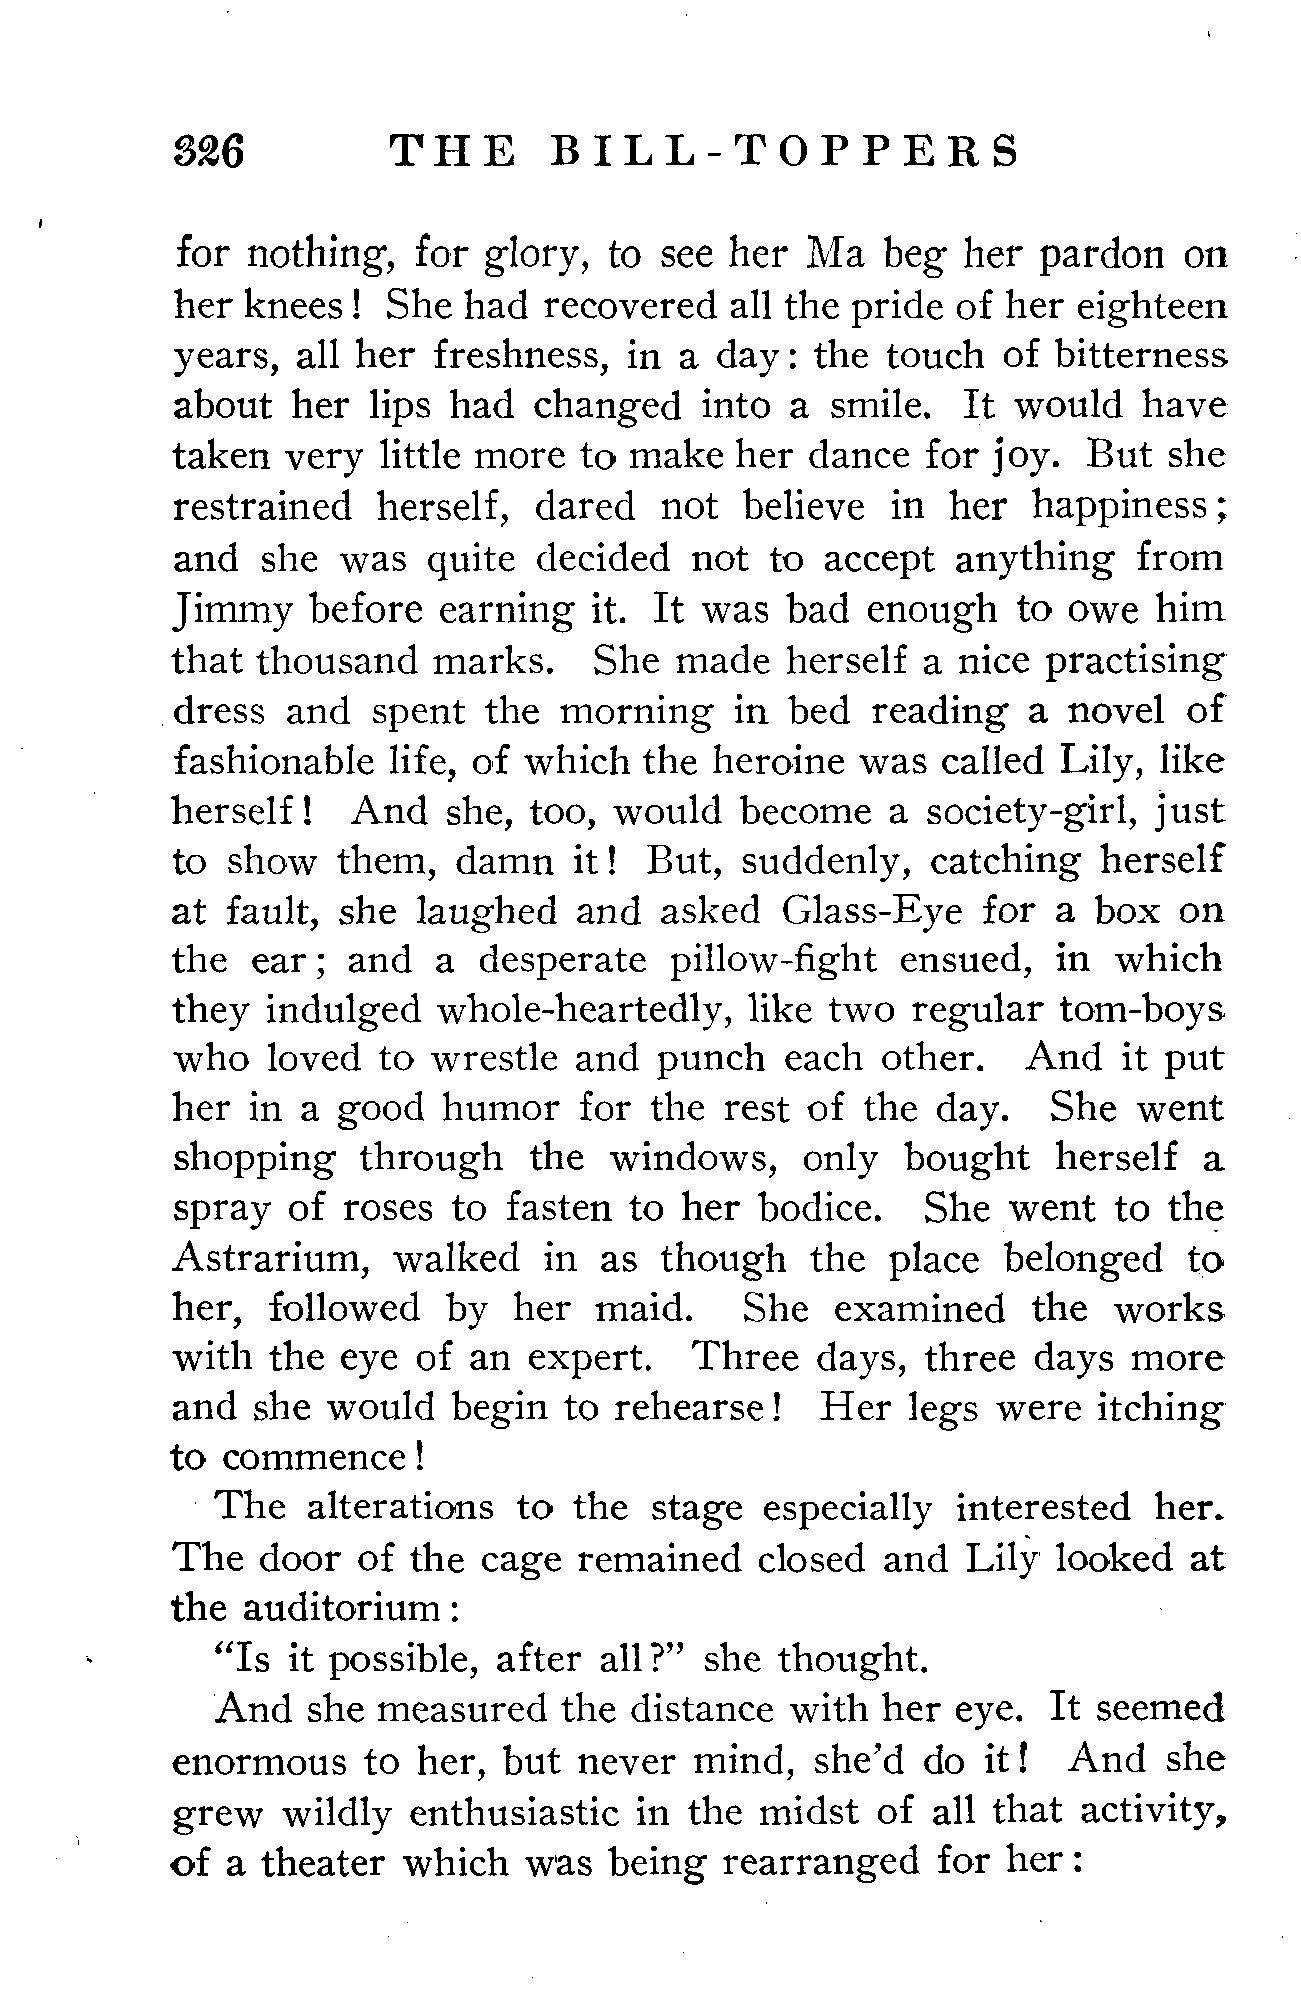 326 THE BILL-TOPPERS
for nothing, for glory, to see her Ma beg her pardon on
her knees! She had recovered all the pride of her eighteen
years, all her freshness, in a day: the touch of bitterness
about her lips had changed into a smile. It would have
taken very little more to make her dance for joy. But she
restrained herself, dared not believe in her happiness;
and she was quite decided not to accept anything from
Jimmy before earning it. It was bad enough to owe him
that thousand marks. She made herself a nice practising
dress and spent the morning in bed reading a novel of
fashionable life, of which the heroine was called Lily, like
herself! And she, too, would become a society-girl, just
to show them, damn it! But, suddenly, catching herself
at fault, she laughed and asked Glass-Eye for a box on
the ear; and a desperate pillow-fight ensued, in which
they indulged whole-heartedly, like two regular tom-boys
who loved to wrestle and punch each other. And it put
her in a good humor for the rest of the day. She went
shopping through the windows, only bought herself a
spray of roses to fasten to her bodice. She went to the
Astrarium, walked in as though the place belonged to
her, followed by her maid. She examined the works
with the eye of an expert. Three days, three days more
and she would begin to rehearse! Her legs were itching
to commence!
The alterations to the stage especially interested her.
The door of the cage remained closed and Lily looked at
the auditorium:
"Is it possible, after all?" she thought.
And she measured the distance with her eye. It seemed
enormous to her, but never mind, she'd do it! And she
grew wildly enthusiastic in the midst of all that activity,
of a theater which was being rearranged for her: